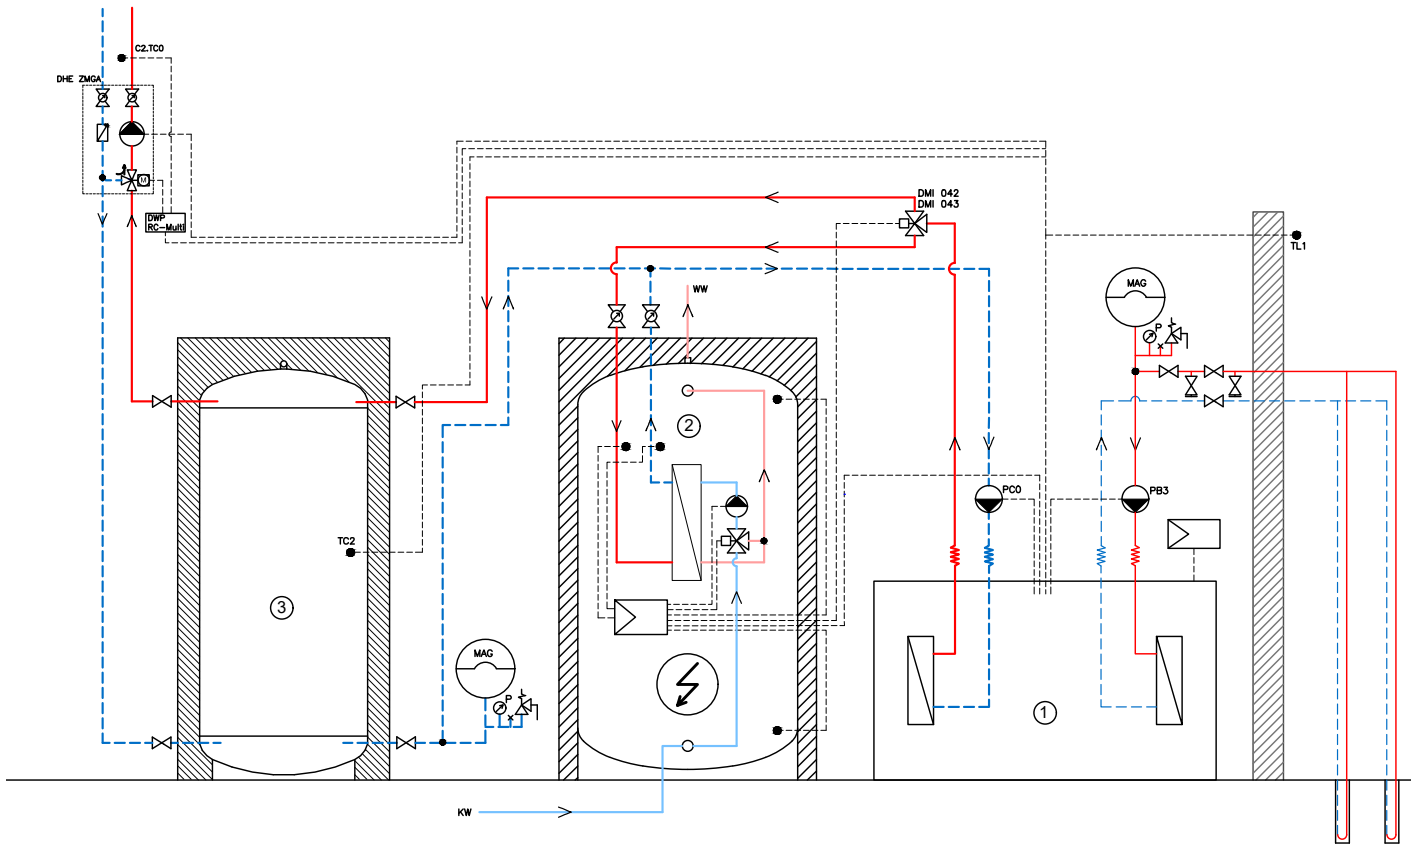 C2.TC0
DHE ZMGA
M
DWP
RC-Multi
DMI 042
DMI 043
TL1
MAG
P
WW
2
PC0
PB3
TC2
3
MAG
P
1
KW